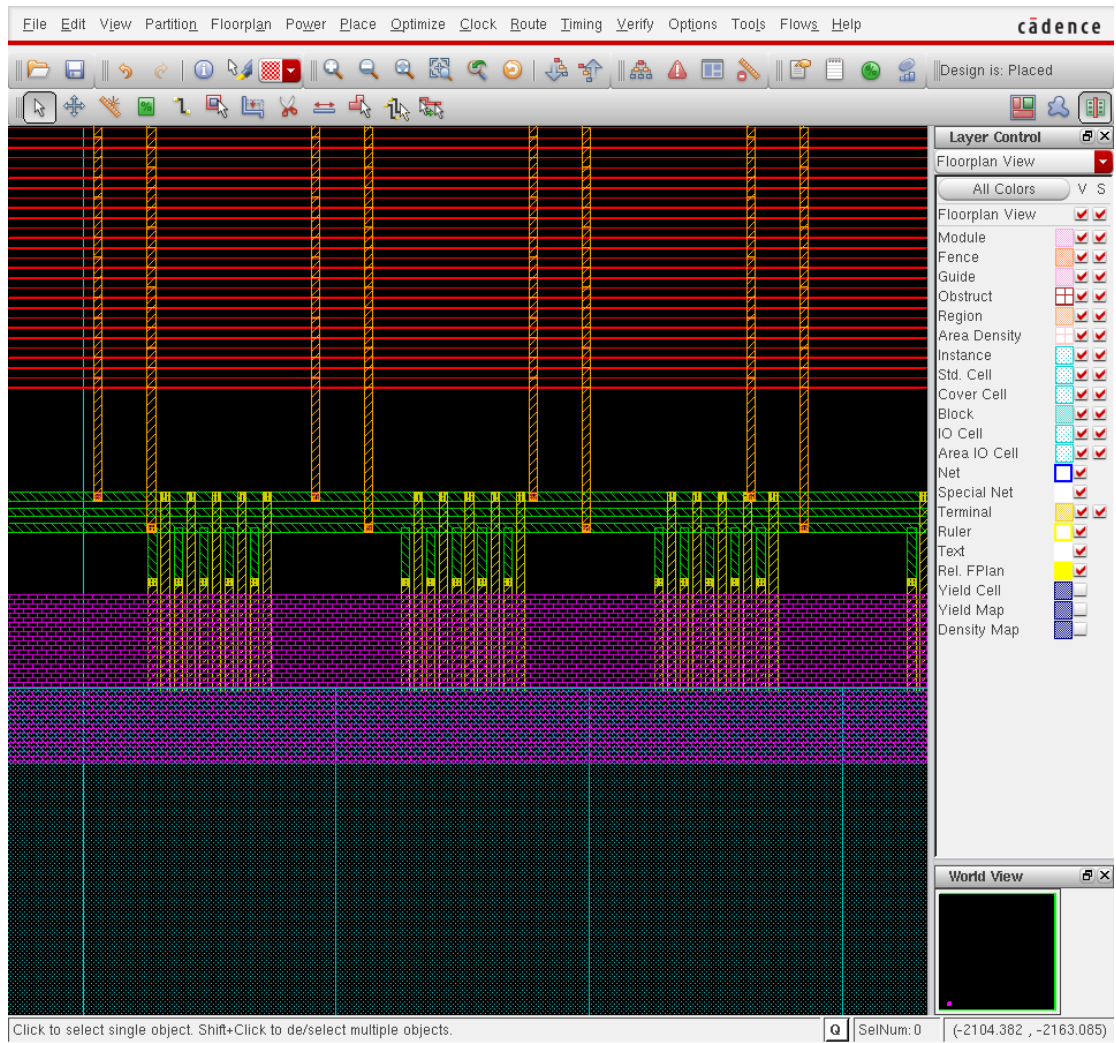 File Edit View Partition Floorplan Power Place Optimize Clock Route Timing Verify Options Tools Flows Help cādence
Design is: Placed
Layer Control
Floorplan View
All Colors V S
Floorplan View
Module
Fence
Guide
Obstruct
Region
Area Density
Instance
Std. Cell
Cover Cell
Block
IO Cell
Area IO Cell
Net
Special Net
Terminal
Ruler
Text
Rel. FPlan
Yield Cell
Yield Map
Density Map
World View
Click to select single object. Shift+Click to de/select multiple objects. Q SelNum: 0 (-2104.382 , -2163.085)